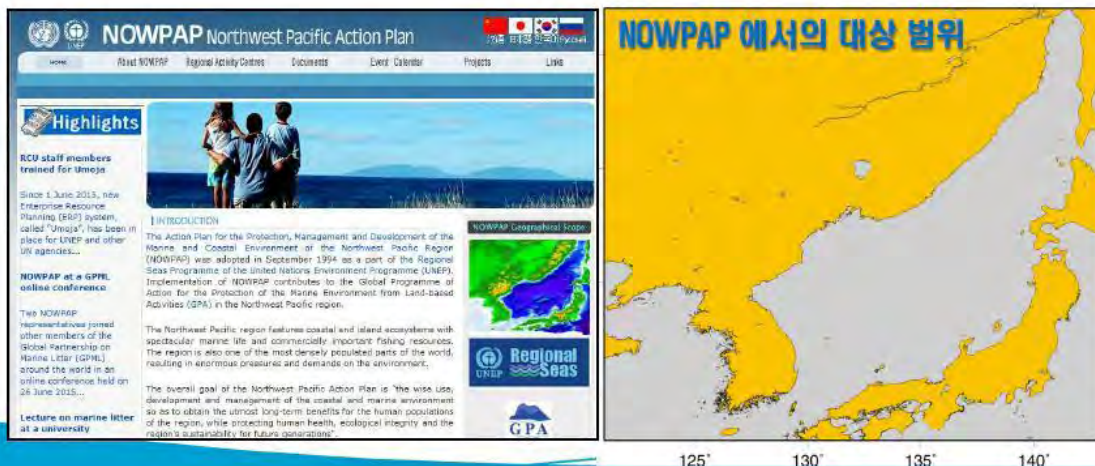 UNEP
NOWPAP Northwest Pacific Action Plan
HOME About NOWPAP Regional Activity Centres Documents Event Calendar Projects Links
Highlights
RCU staff members
trained for Umoja
Since 1 June 2015, new
Enterprise Resource
Planning (ERP) system,
called "Umoja", has been in
place for UNEP and other
UN agencies...
NOWPAP at a GPML
online conference
Two NOWPAP
representatives joined
other members of the
Global Partnership on
Marine Litter (GPML)
around the world in an
online conference held on
26 June 2015...
Lecture on marine litter
at a university
INTRODUCTION
The Action Plan for the Protection, Management and Development of the
Marine and Coastal Environment of the Northwest Pacific Region
(NOWPAP) was adopted in September 1994 as a part of the Regional
Seas Programme of the United Nations Environment Programme (UNEP).
Implementation of NOWPAP contributes to the Global Programme of
Action for the Protection of the Marine Environment from Land-based
Activities (GPA) in the Northwest Pacific region.
The Northwest Pacific region features coastal and island ecosystems with
spectacular marine life and commercially important fishing resources.
The region is also one of the most densely populated parts of the world,
resulting in enormous pressures and demands on the environment.
The overall goal of the Northwest Pacific Action Plan is "the wise use,
development and management of the coastal and marine environment
so as to obtain the utmost long-term benefits for the human populations
of the region, while protecting human health, ecological integrity and the
region's sustainability for future generations".
NOWPAP Geographical Scope
UNEP
Regional
Seas
GPA
NOWPAP 에서의 대상 범위
125° 130° 135° 140°